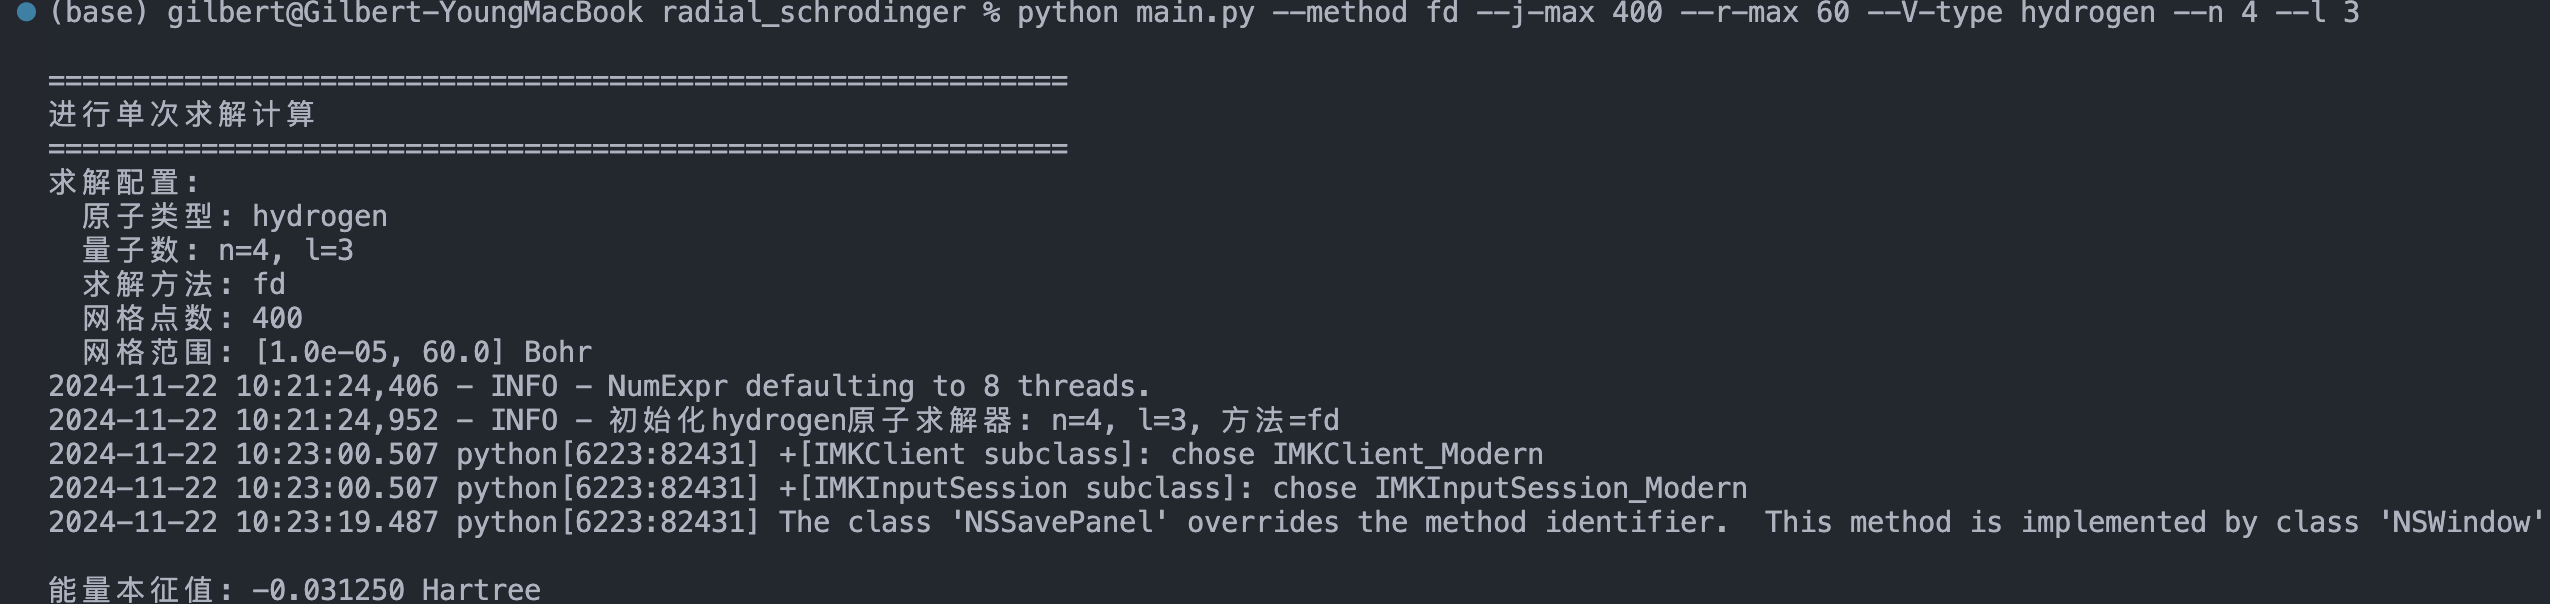 (base) gilbert@Gilbert-YoungMacBook radial_schrodinger % python main.py --method fd --j-max 400 --r-max 60 --V-type hydrogen --n 4 --l 3
============================================================
进行单次求解计算
============================================================
求解配置:
原子类型: hydrogen
量子数: n=4, l=3
求解方法: fd
网格点数: 400
网格范围: [1.0e-05, 60.0] Bohr
2024-11-22 10:21:24,406 - INFO - NumExpr defaulting to 8 threads.
2024-11-22 10:21:24,952 - INFO - 初始化hydrogen原子求解器: n=4, l=3, 方法=fd
2024-11-22 10:23:00.507 python[6223:82431] +[IMKClient subclass]: chose IMKClient_Modern
2024-11-22 10:23:00.507 python[6223:82431] +[IMKInputSession subclass]: chose IMKInputSession_Modern
2024-11-22 10:23:19.487 python[6223:82431] The class 'NSSavePanel' overrides the method identifier.  This method is implemented by class 'NSWindow'
能量本征值: -0.031250 Hartree